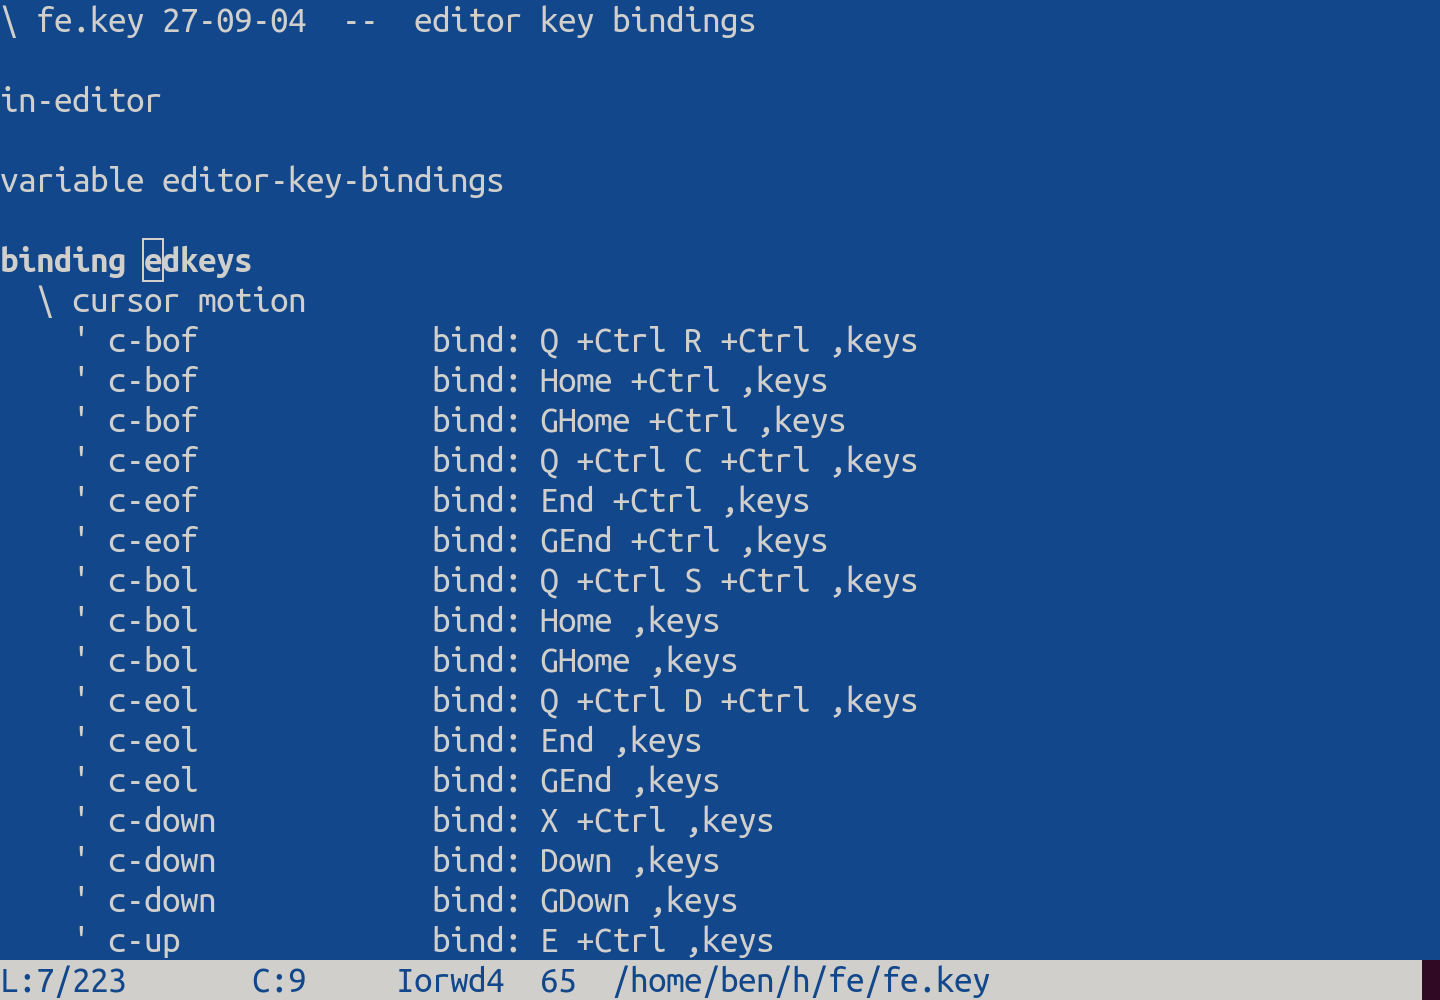 \ fe.key 27-09-04  --  editor key bindings

in-editor

variable editor-key-bindings

binding edkeys
  \ cursor motion
    ' c-bof             bind: Q +Ctrl R +Ctrl ,keys
    ' c-bof             bind: Home +Ctrl ,keys
    ' c-bof             bind: GHome +Ctrl ,keys
    ' c-eof             bind: Q +Ctrl C +Ctrl ,keys
    ' c-eof             bind: End +Ctrl ,keys
    ' c-eof             bind: GEnd +Ctrl ,keys
    ' c-bol             bind: Q +Ctrl S +Ctrl ,keys
    ' c-bol             bind: Home ,keys
    ' c-bol             bind: GHome ,keys
    ' c-eol             bind: Q +Ctrl D +Ctrl ,keys
    ' c-eol             bind: End ,keys
    ' c-eol             bind: GEnd ,keys
    ' c-down            bind: X +Ctrl ,keys
    ' c-down            bind: Down ,keys
    ' c-down            bind: GDown ,keys
    ' c-up              bind: E +Ctrl ,keys
L:7/223       C:9     Iorwd4  65  /home/ben/h/fe/fe.key